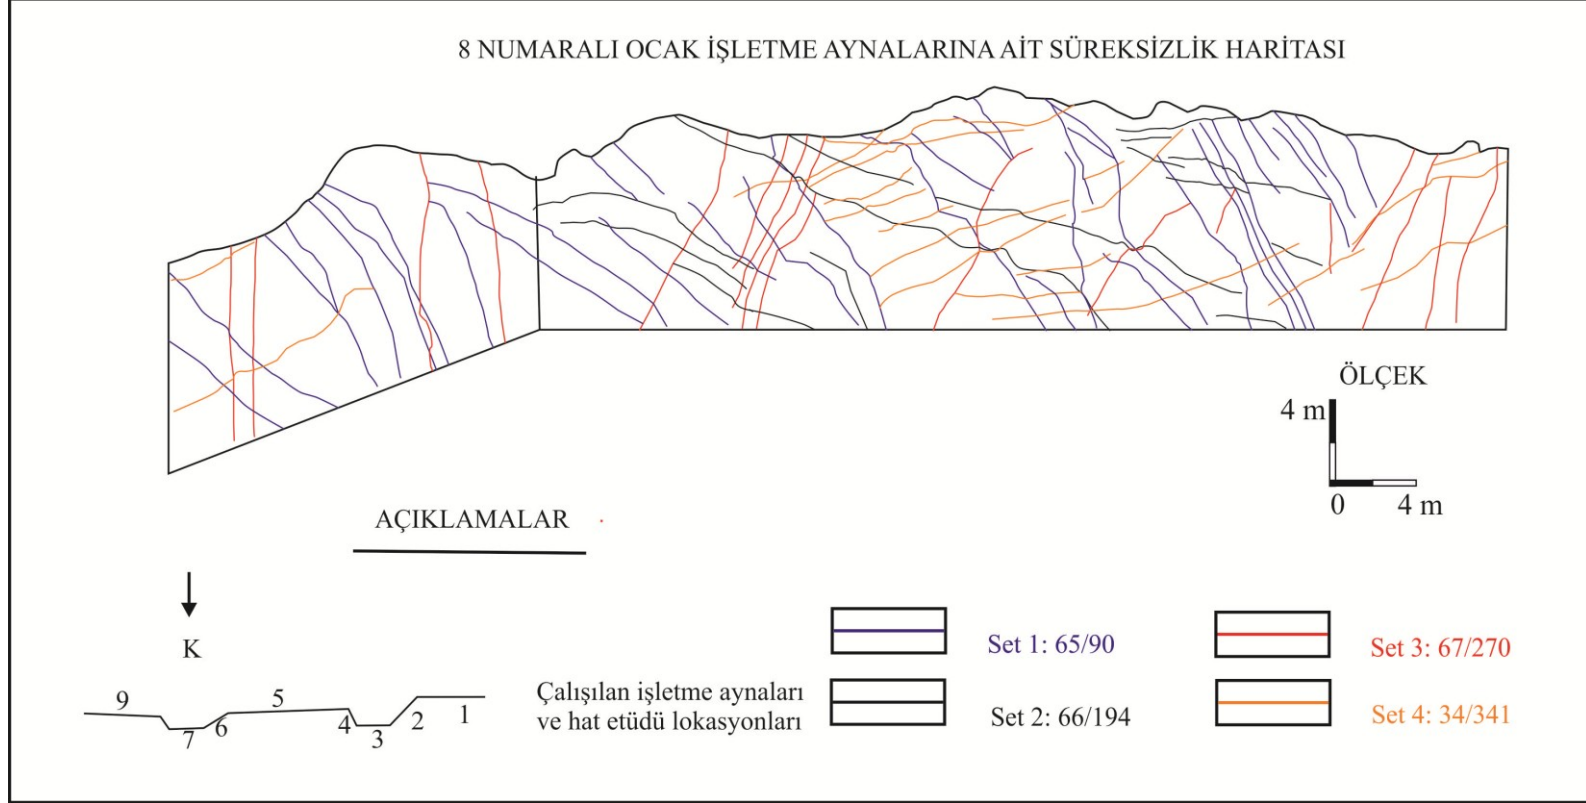 8 NUMARALI OCAK İŞLETME AYNALARINA AİT SÜREKSİZLİK HARİTASI
ÖLÇEK
4 m
0 4 m
AÇIKLAMALAR
K
9 5 4 2 1
7 6 3
Çalışılan işletme aynaları
ve hat etüdü lokasyonları
Set 1: 65/90
Set 2: 66/194
Set 3: 67/270
Set 4: 34/341